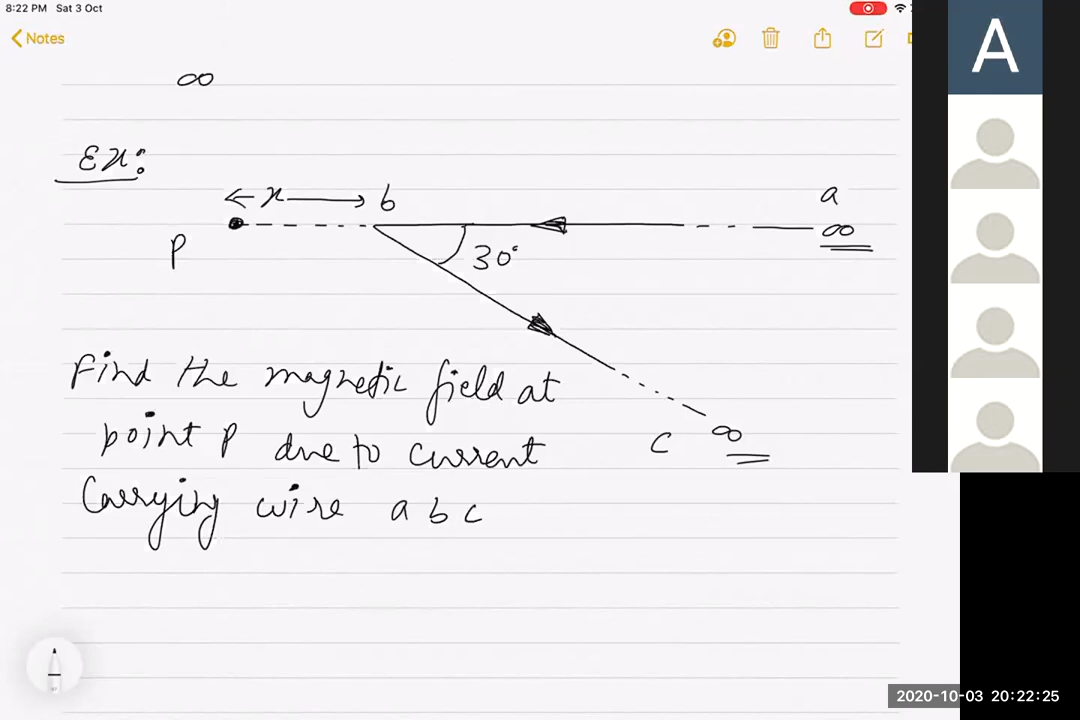 8:22 PM Sat 3 Oct
Notes
A
∞
Ex:
x
b
a
∞
P
30°
Find the magnetic field at
point P due to current
Carrying wire a b c
c ∞
2020-10-03 20:22:25